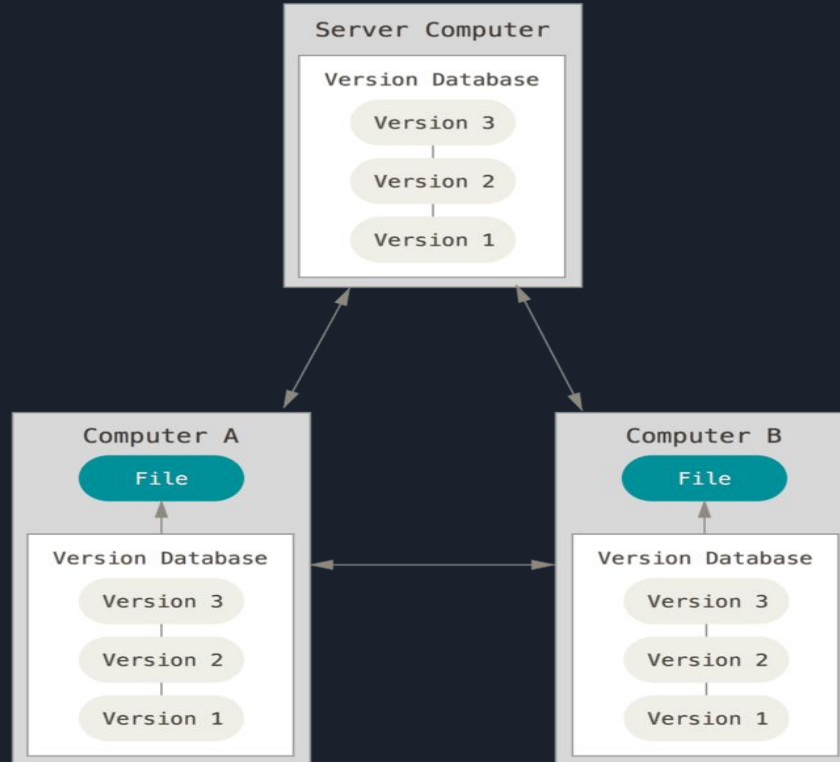 Server Computer
Version Database
Version 3
Version 2
Version 1
Computer A
File
Version Database
Version 3
Version 2
Version 1
Computer B
File
Version Database
Version 3
Version 2
Version 1